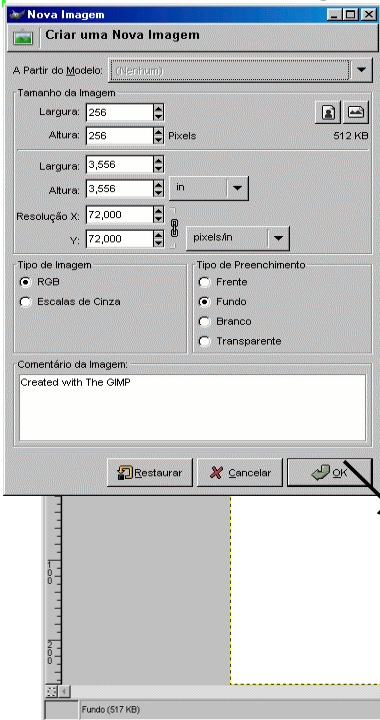 Nova Imagem
Criar uma Nova Imagem
A Partir do Modelo: (Nenhum)
Tamanho da Imagem
Largura: 256
Altura: 256 Pixels 512 KB
Largura: 3,556
Altura: 3,556 in
Resolução X: 72,000
Y: 72,000 pixels/in
Tipo de Imagem
RGB
Escalas de Cinza
Tipo de Preenchimento
Frente
Fundo
Branco
Transparente
Comentário da Imagem:
Created with The GIMP
Restaurar Cancelar OK
100
200
Fundo (517 KB)